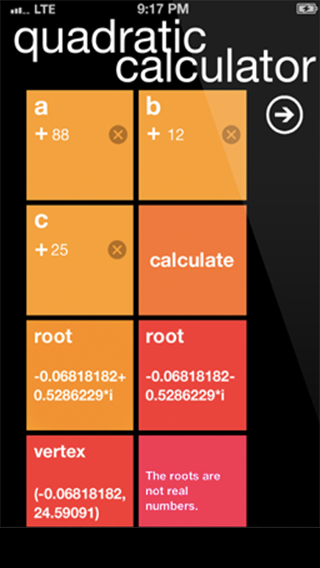 LTE 9:17 PM
quadratic
calculator
a
+ 88
b
+ 12
c
+25
calculate
root
-0.06818182+
0.5286229*i
root
-0.06818182-
0.5286229*i
vertex
(-0.06818182,
24.59091)
The roots are
not real
numbers.